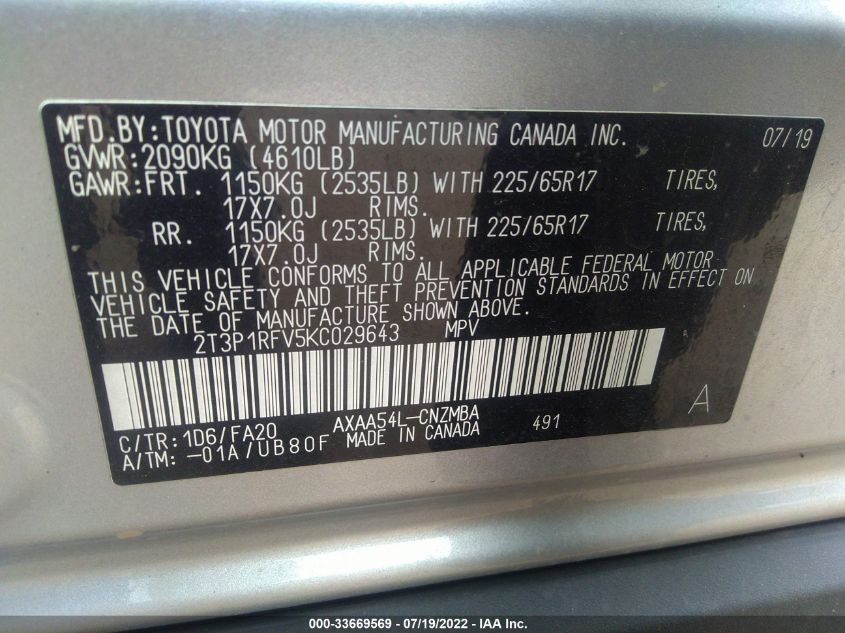 MFD.BY:TOYOTA MOTOR MANUFACTURING CANADA INC. 07/19
GVWR:2090KG (4610LB)
GAWR:FRT. 1150KG (2535LB) WITH 225/65R17 TIRES,
17X7.0J RIMS.
RR. 1150KG (2535LB) WITH 225/65R17 TIRES,
17X7.0J RIMS.
THIS VEHICLE CONFORMS TO ALL APPLICABLE FEDERAL MOTOR
VEHICLE SAFETY AND THEFT PREVENTION STANDARDS IN EFFECT ON
THE DATE OF MANUFACTURE SHOWN ABOVE.
2T3P1RFV5KC029643 MPV
C/TR:1D6/FA20 AXAA54L-CNZMBA 491 A
A/TM:-01A/UB80F MADE IN CANADA
000-33669569 - 07/19/2022 - IAA Inc.